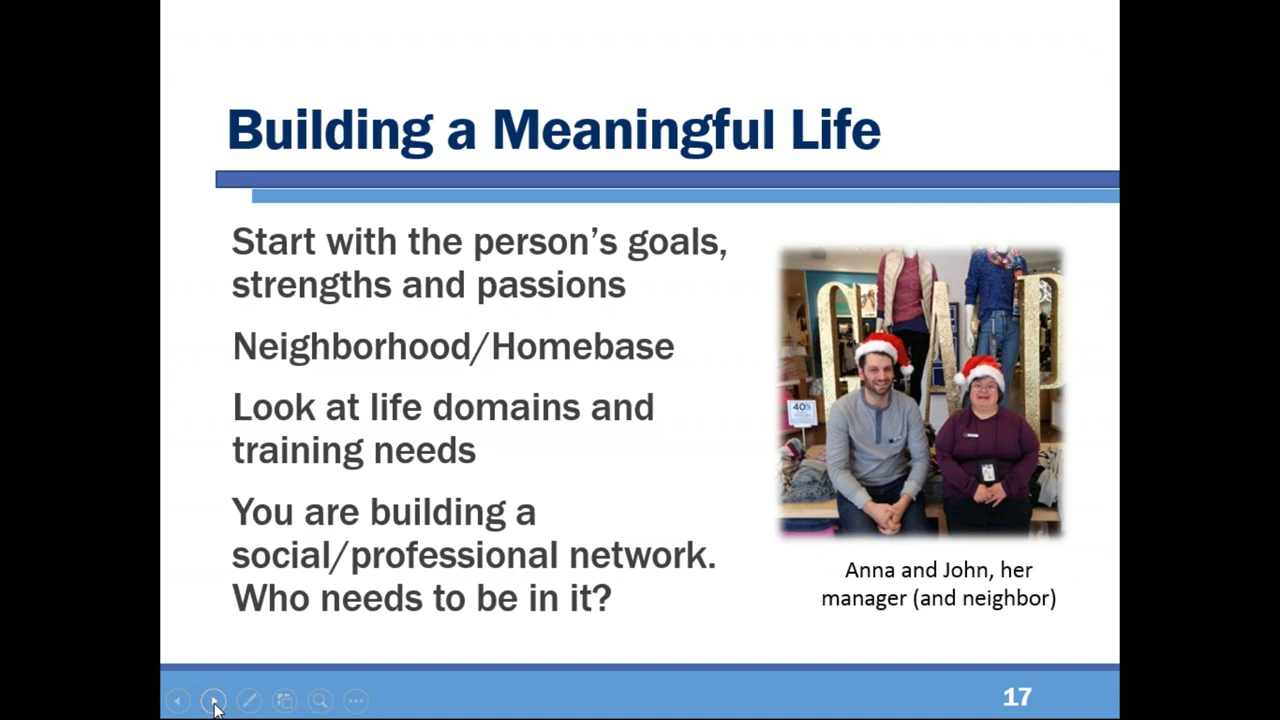 Building a Meaningful Life
Start with the person's goals,
strengths and passions
Neighborhood/Homebase
Look at life domains and
training needs
You are building a
social/professional network.
Who needs to be in it?
GAP
40%
Anna and John, her
manager (and neighbor)
17